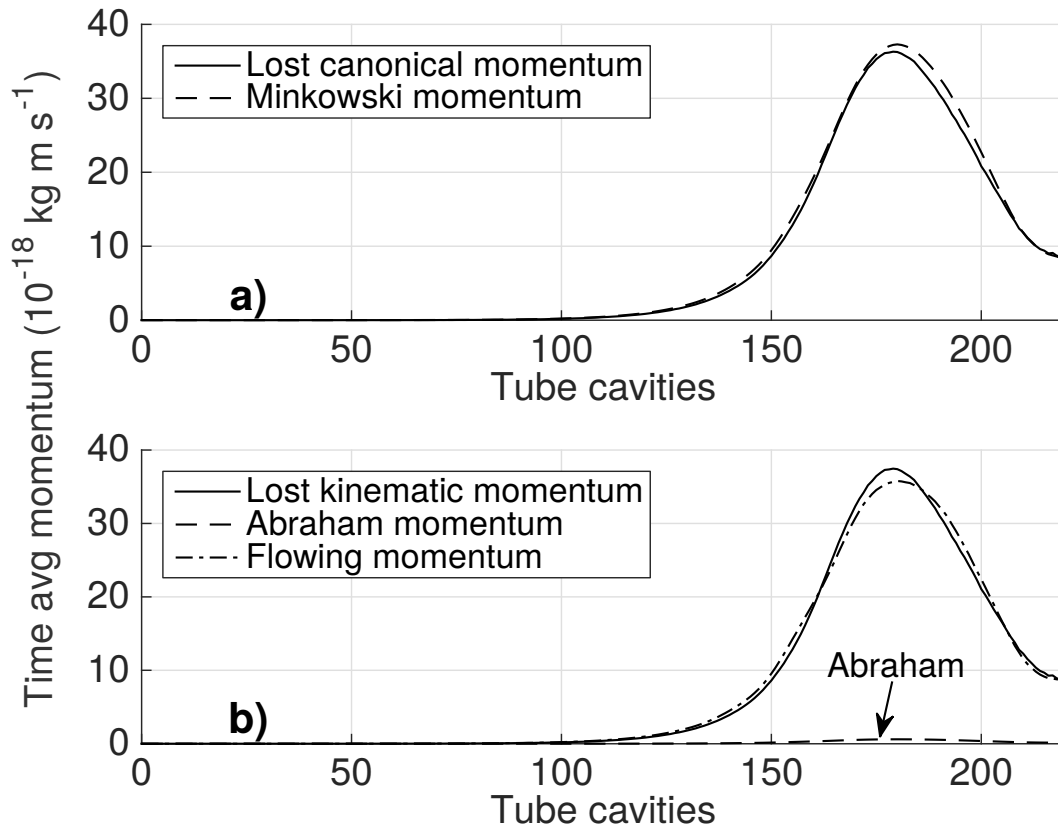 Time avg momentum (10⁻¹⁸ kg m s⁻¹)
40
30
20
10
0
Lost canonical momentum
Minkowski momentum
a)
0 50 100 150 200
Tube cavities
40
30
20
10
0
Lost kinematic momentum
Abraham momentum
Flowing momentum
Abraham
b)
0 50 100 150 200
Tube cavities